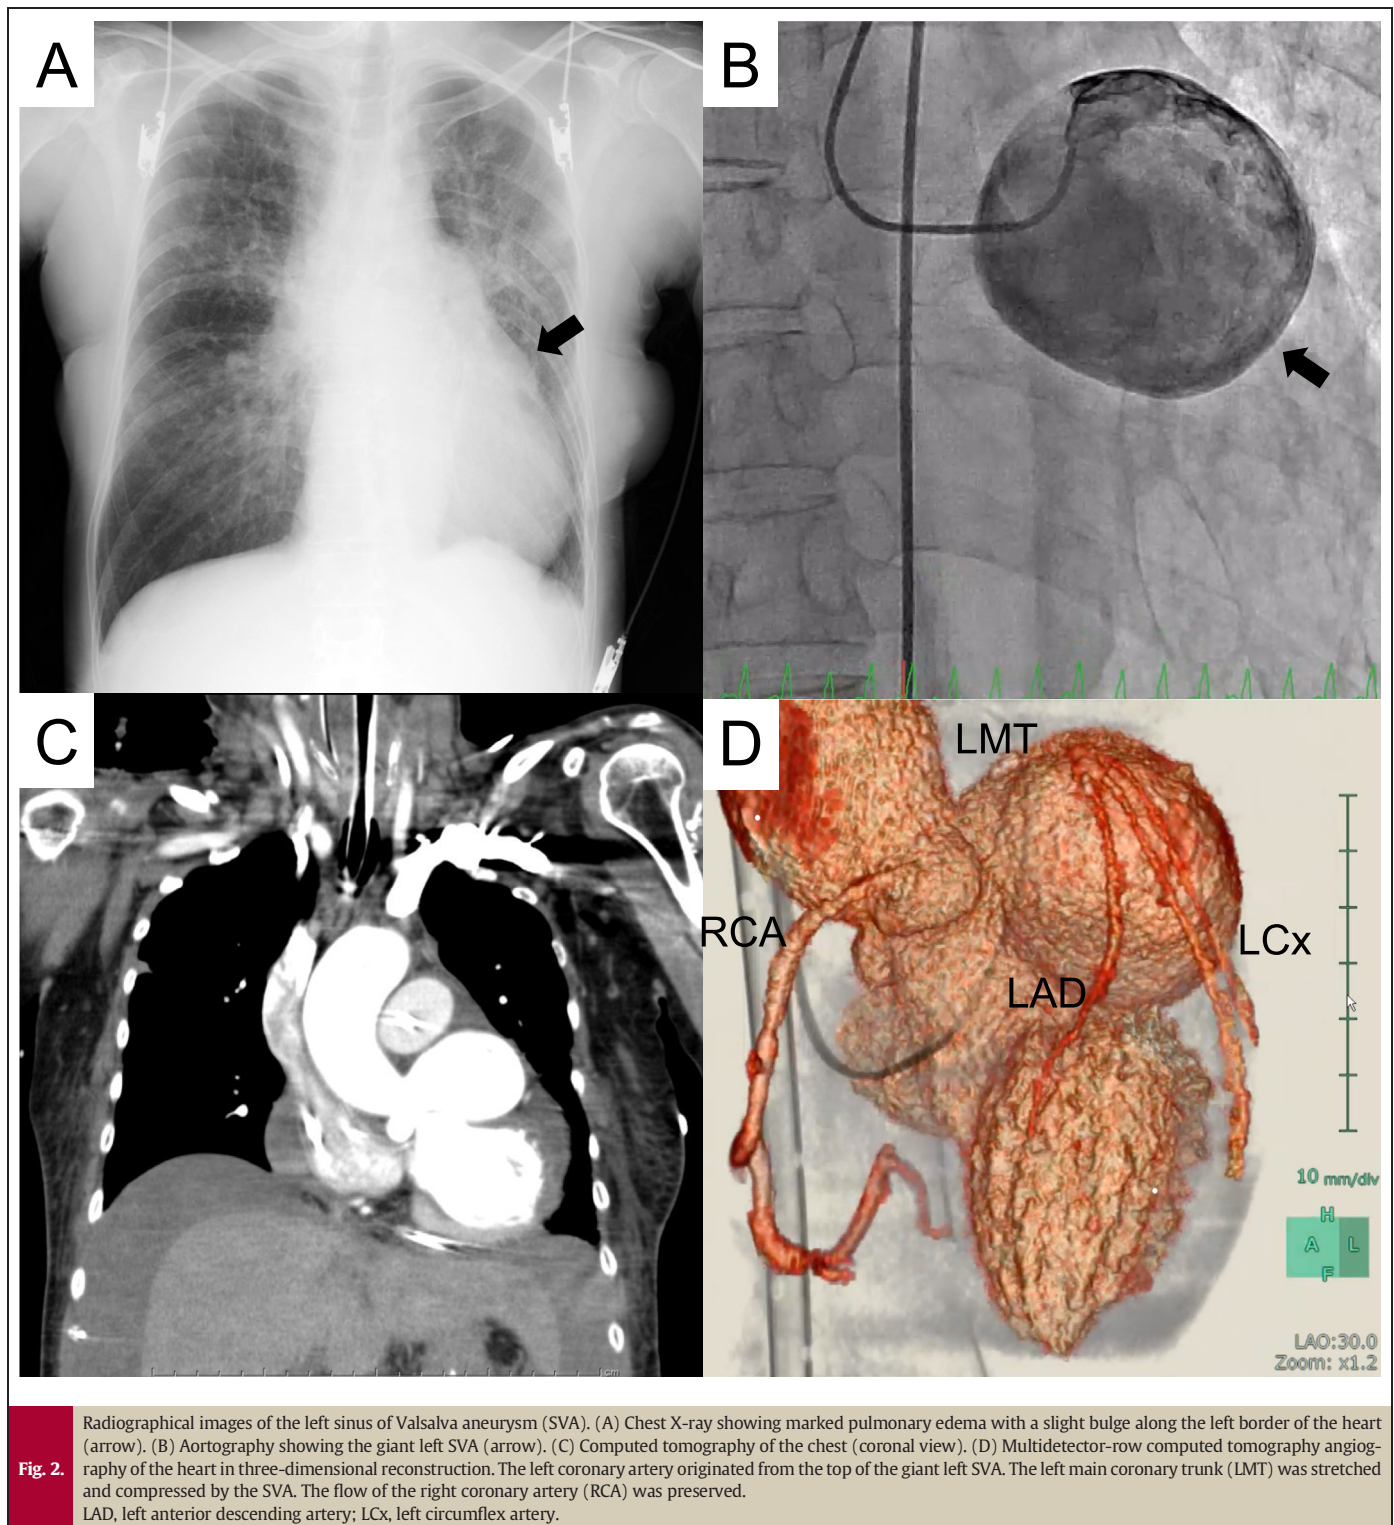 A
B
C
cm
D
LMT
RCA
LCx
LAD
10 mm/div
H
A
L
F
LAO:30.0
Zoom: x1.2
Fig. 2.
Radiographical images of the left sinus of Valsalva aneurysm (SVA). (A) Chest X-ray showing marked pulmonary edema with a slight bulge along the left border of the heart
(arrow). (B) Aortography showing the giant left SVA (arrow). (C) Computed tomography of the chest (coronal view). (D) Multidetector-row computed tomography angiog-
raphy of the heart in three-dimensional reconstruction. The left coronary artery originated from the top of the giant left SVA. The left main coronary trunk (LMT) was stretched
and compressed by the SVA. The flow of the right coronary artery (RCA) was preserved.
LAD, left anterior descending artery; LCx, left circumflex artery.